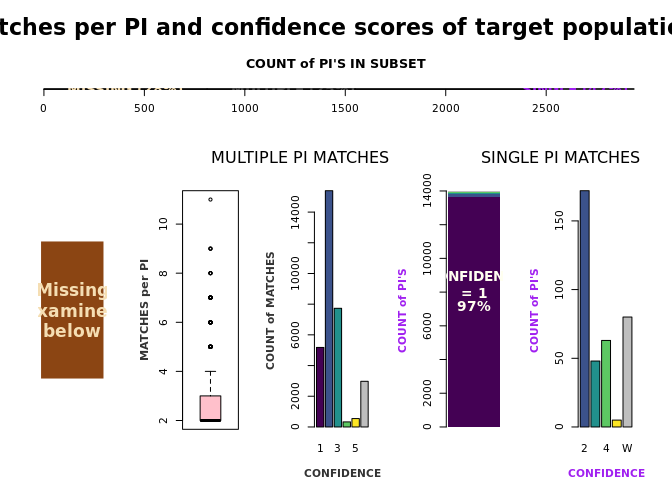 tches per PI and confidence scores of target populatio
COUNT of PI'S IN SUBSET
0 500 1000 1500 2000 2500
MULTIPLE PI MATCHES
SINGLE PI MATCHES
Missing
xamine
below
MATCHES per PI
2 4 6 8 10
COUNT of MATCHES
0 2000 6000 10000 14000
1 3 5
CONFIDENCE
COUNT of PI'S
0 2000 6000 10000 14000
NFIDEN
= 1
97%
COUNT of PI'S
0 50 100 150
2 4 W
CONFIDENCE